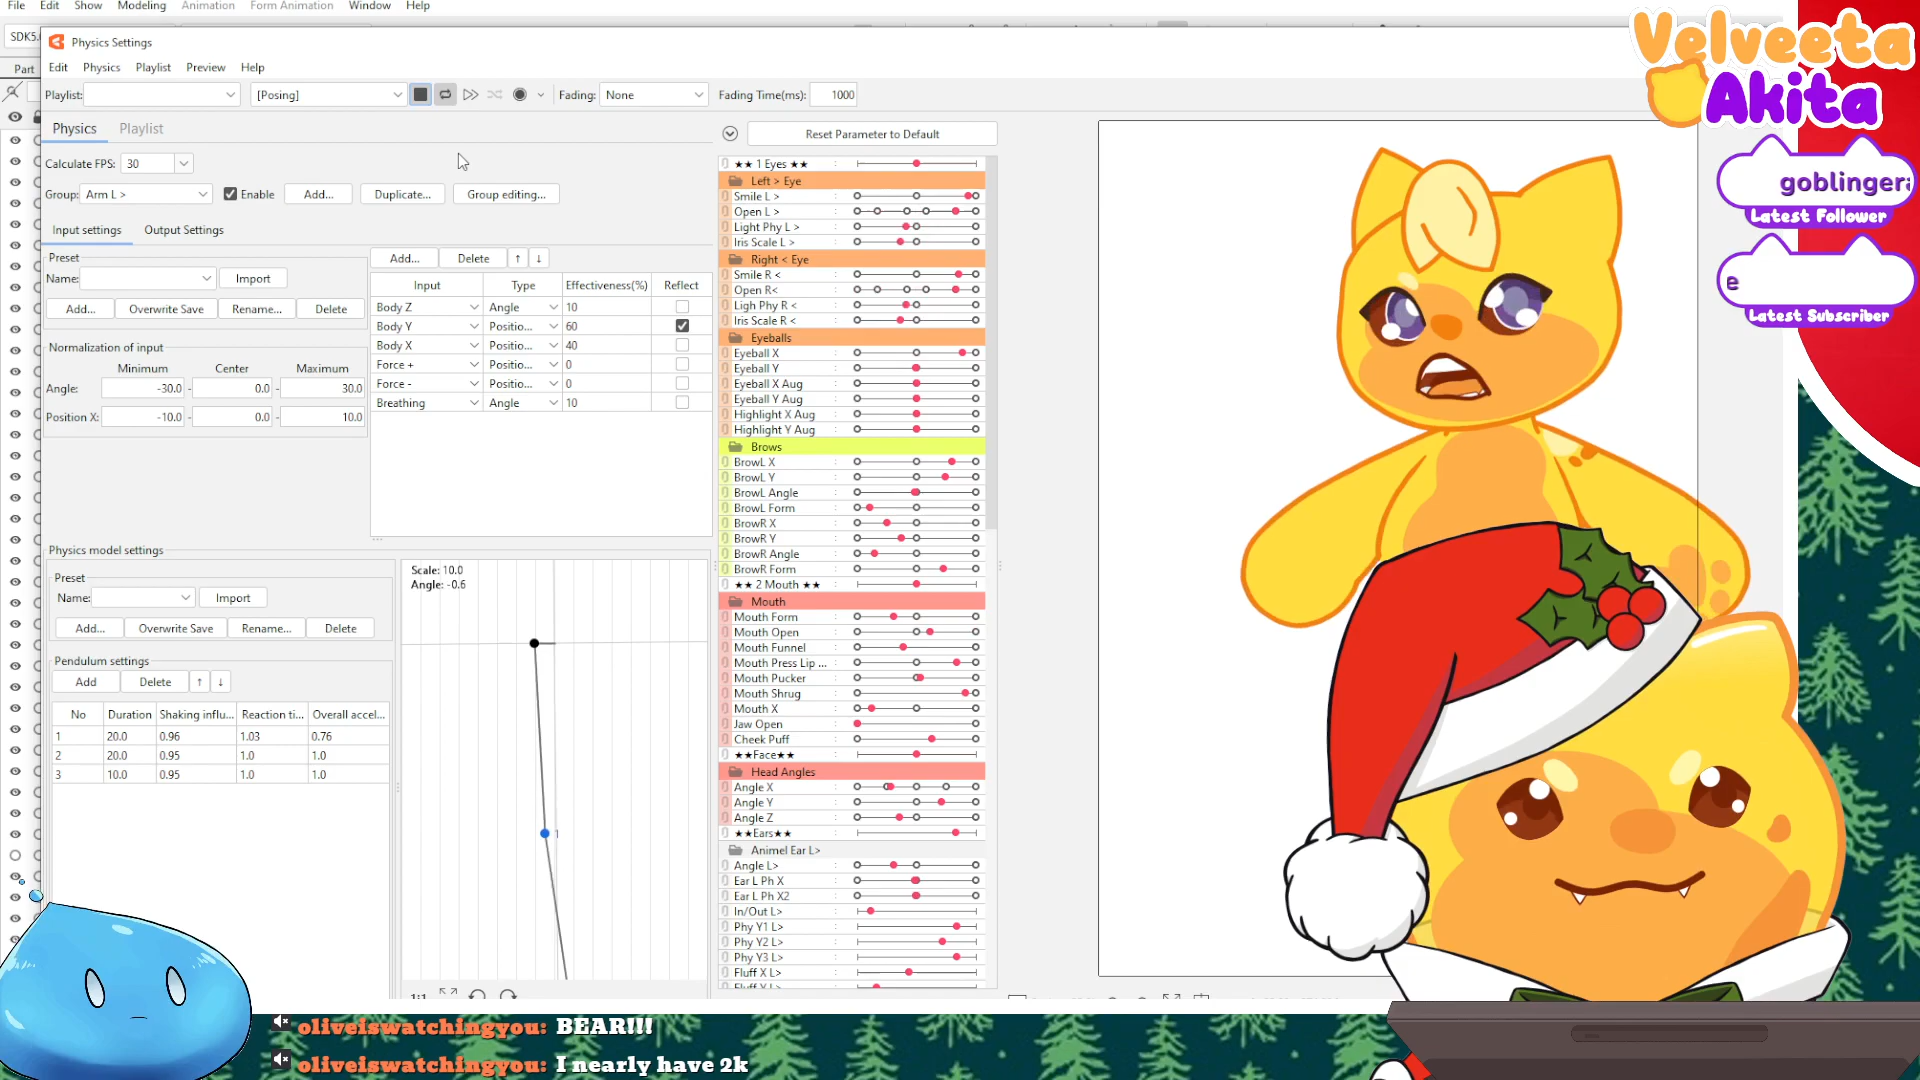 File Edit Show Modeling Animation Form Animation Window Help
SDK5.
Physics Settings
Part
Edit Physics Playlist Preview Help
Playlist: [Posing] Fading: None Fading Time(ms): 1000
Physics Playlist
Reset Parameter to Default
Calculate FPS: 30
Group: Arm L > Enable Add... Duplicate... Group editing...
Input settings Output Settings
Preset
Name: Import
Add... Overwrite Save Rename... Delete
Normalization of input
Minimum Center Maximum
Angle: -30.0 - 0.0 - 30.0
Position X: -10.0 - 0.0 - 10.0
Add... Delete ↑ ↓
Input Type Effectiveness(%) Reflect
Body Z Angle 10
Body Y Positio... 60
Body X Positio... 40
Force + Positio... 0
Force - Positio... 0
Breathing Angle 10
Physics model settings
Preset
Name: Import
Add... Overwrite Save Rename... Delete
Pendulum settings
Add Delete ↑ ↓
No Duration Shaking influ... Reaction ti... Overall accel...
1 20.0 0.96 1.03 0.76
2 20.0 0.95 1.0 1.0
3 10.0 0.95 1.0 1.0
Scale: 10.0
Angle: -0.6
1
1:1
★★ 1 Eyes ★★ :
Left > Eye
Smile L > :
Open L > :
Light Phy L > :
Iris Scale L > :
Right < Eye
Smile R < :
Open R< :
Ligh Phy R < :
Iris Scale R < :
Eyeballs
Eyeball X :
Eyeball Y :
Eyeball X Aug :
Eyeball Y Aug :
Highlight X Aug :
Highlight Y Aug :
Brows
BrowL X :
BrowL Y :
BrowL Angle :
BrowL Form :
BrowR X :
BrowR Y :
BrowR Angle :
BrowR Form :
★★ 2 Mouth ★★ :
Mouth
Mouth Form :
Mouth Open :
Mouth Funnel :
Mouth Press Lip ... :
Mouth Pucker :
Mouth Shrug :
Mouth X :
Jaw Open :
Cheek Puff :
★★Face★★ :
Head Angles
Angle X :
Angle Y :
Angle Z :
★★Ears★★ :
Animel Ear L>
Angle L> :
Ear L Ph X :
Ear L Ph X2 :
In/Out L> :
Phy Y1 L> :
Phy Y2 L> :
Phy Y3 L> :
Fluff X L> :
Fluff Y L> :
Velveeta
Akita
goblingera
Latest Follower
e
Latest Subscriber
oliveiswatchingyou: BEAR!!!
oliveiswatchingyou: I nearly have 2k